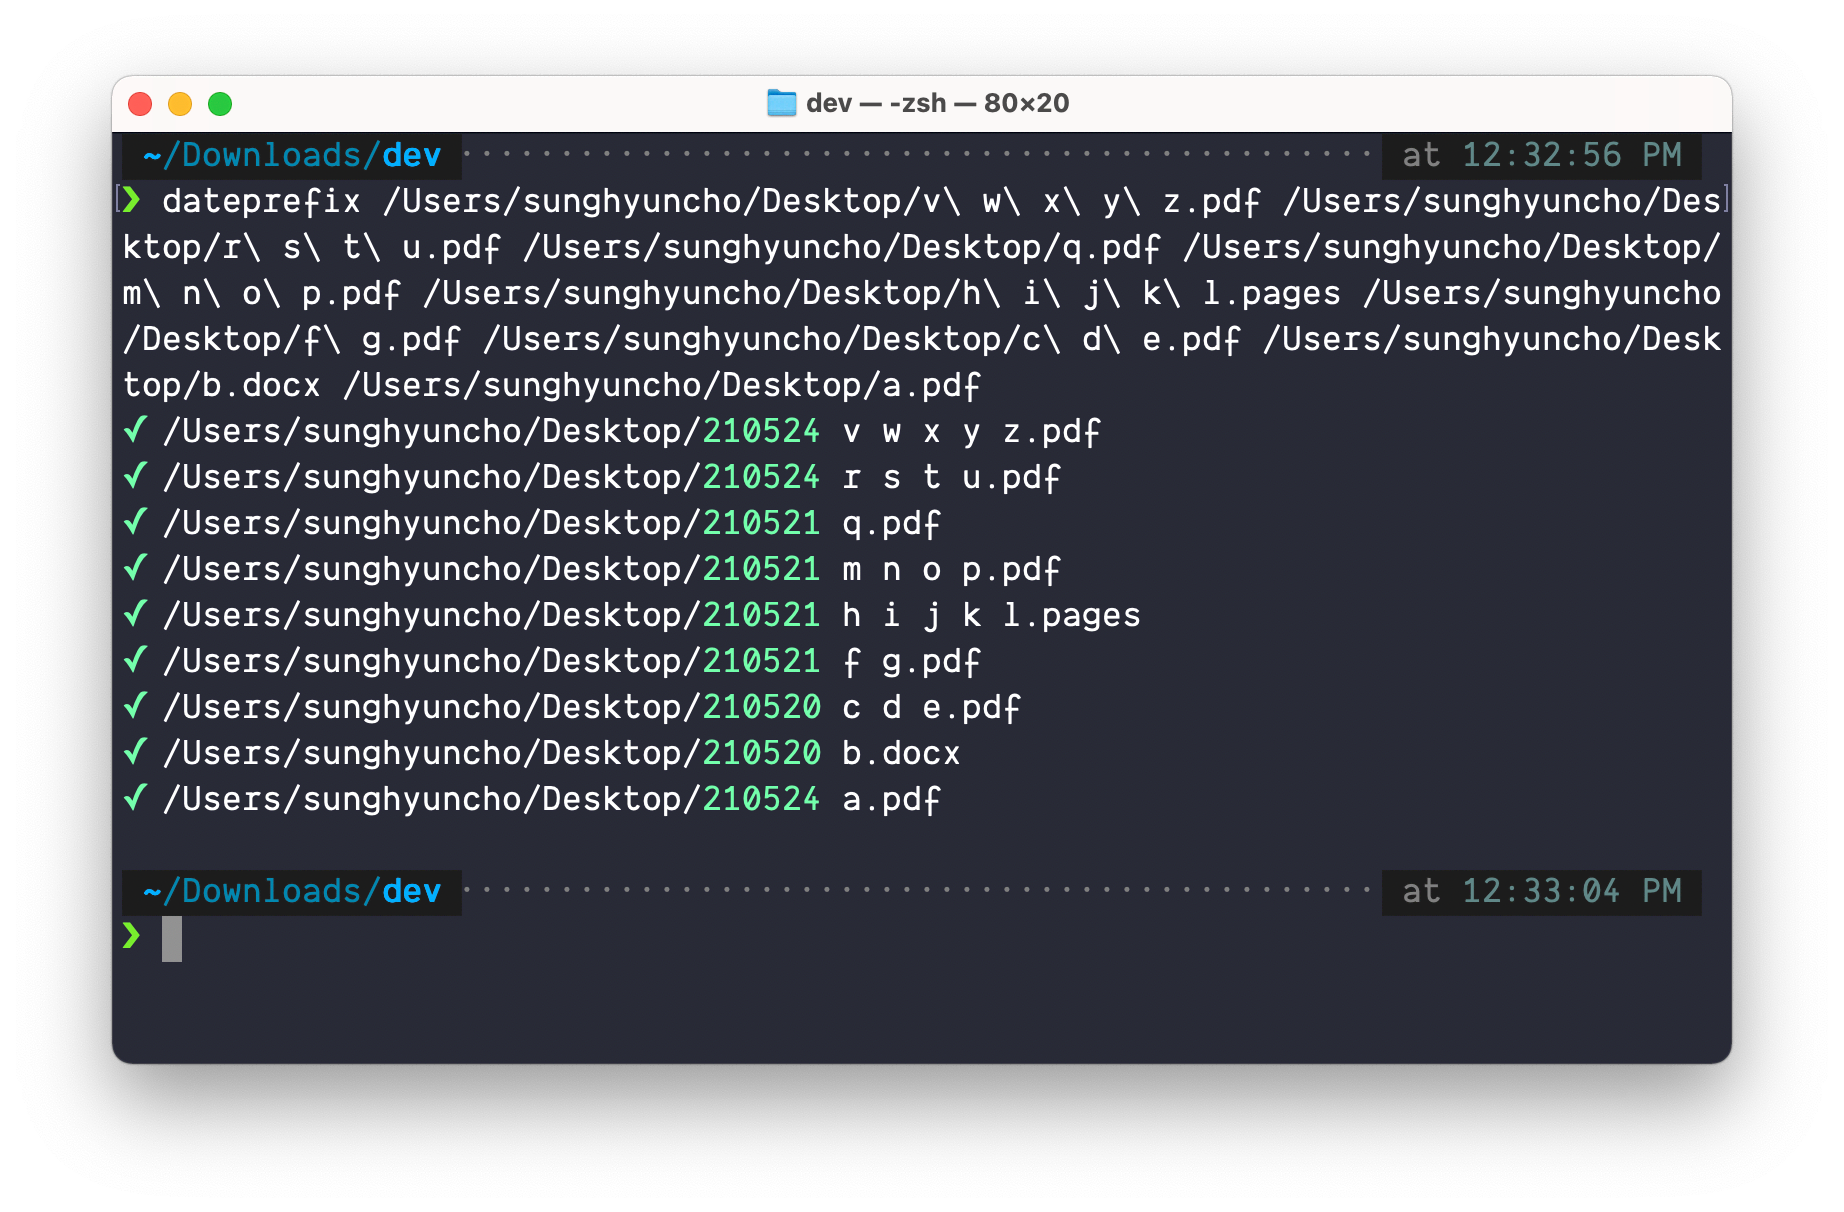 dev — -zsh — 80×20
~/Downloads/dev at 12:32:56 PM
❯ dateprefix /Users/sunghyuncho/Desktop/v\ w\ x\ y\ z.pdf /Users/sunghyuncho/Des
ktop/r\ s\ t\ u.pdf /Users/sunghyuncho/Desktop/q.pdf /Users/sunghyuncho/Desktop/
m\ n\ o\ p.pdf /Users/sunghyuncho/Desktop/h\ i\ j\ k\ l.pages /Users/sunghyuncho
/Desktop/f\ g.pdf /Users/sunghyuncho/Desktop/c\ d\ e.pdf /Users/sunghyuncho/Desk
top/b.docx /Users/sunghyuncho/Desktop/a.pdf
✓ /Users/sunghyuncho/Desktop/210524 v w x y z.pdf
✓ /Users/sunghyuncho/Desktop/210524 r s t u.pdf
✓ /Users/sunghyuncho/Desktop/210521 q.pdf
✓ /Users/sunghyuncho/Desktop/210521 m n o p.pdf
✓ /Users/sunghyuncho/Desktop/210521 h i j k l.pages
✓ /Users/sunghyuncho/Desktop/210521 f g.pdf
✓ /Users/sunghyuncho/Desktop/210520 c d e.pdf
✓ /Users/sunghyuncho/Desktop/210520 b.docx
✓ /Users/sunghyuncho/Desktop/210524 a.pdf
~/Downloads/dev at 12:33:04 PM
❯